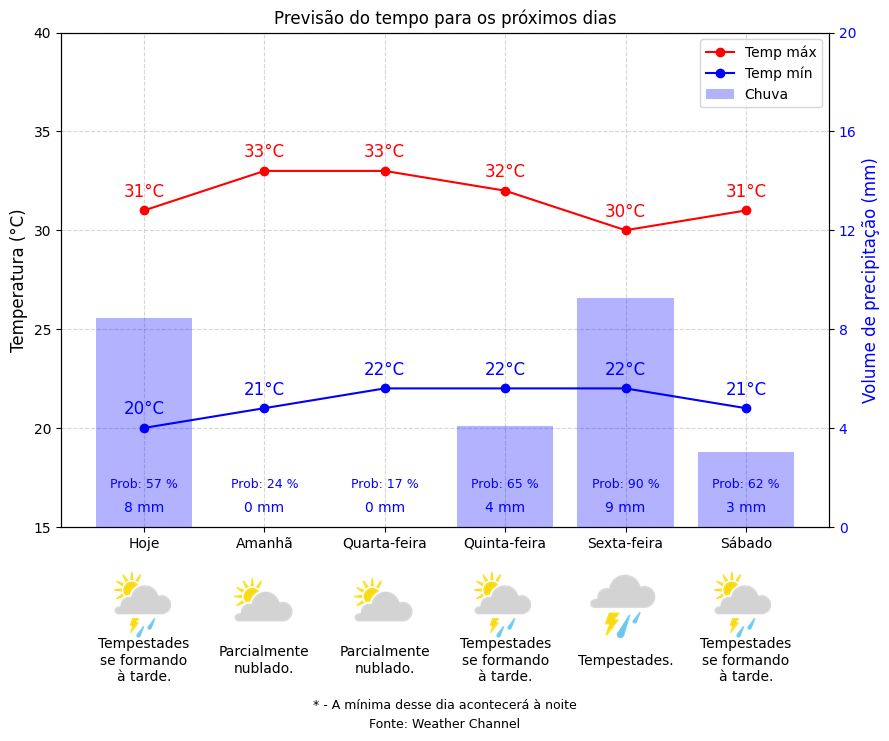 Previsão do tempo para os próximos dias
Temp máx
Temp mín
Chuva
Temperatura (°C)
Volume de precipitação (mm)
40
35
30
25
20
15
20
16
12
8
4
0
31°C
33°C
33°C
32°C
30°C
31°C
20°C
21°C
22°C
22°C
22°C
21°C
Prob: 57 %
Prob: 24 %
Prob: 17 %
Prob: 65 %
Prob: 90 %
Prob: 62 %
8 mm
0 mm
0 mm
4 mm
9 mm
3 mm
Hoje
Amanhã
Quarta-feira
Quinta-feira
Sexta-feira
Sábado
Tempestades
se formando
à tarde.
Parcialmente
nublado.
Parcialmente
nublado.
Tempestades
se formando
à tarde.
Tempestades.
Tempestades
se formando
à tarde.
* - A mínima desse dia acontecerá à noite
Fonte: Weather Channel